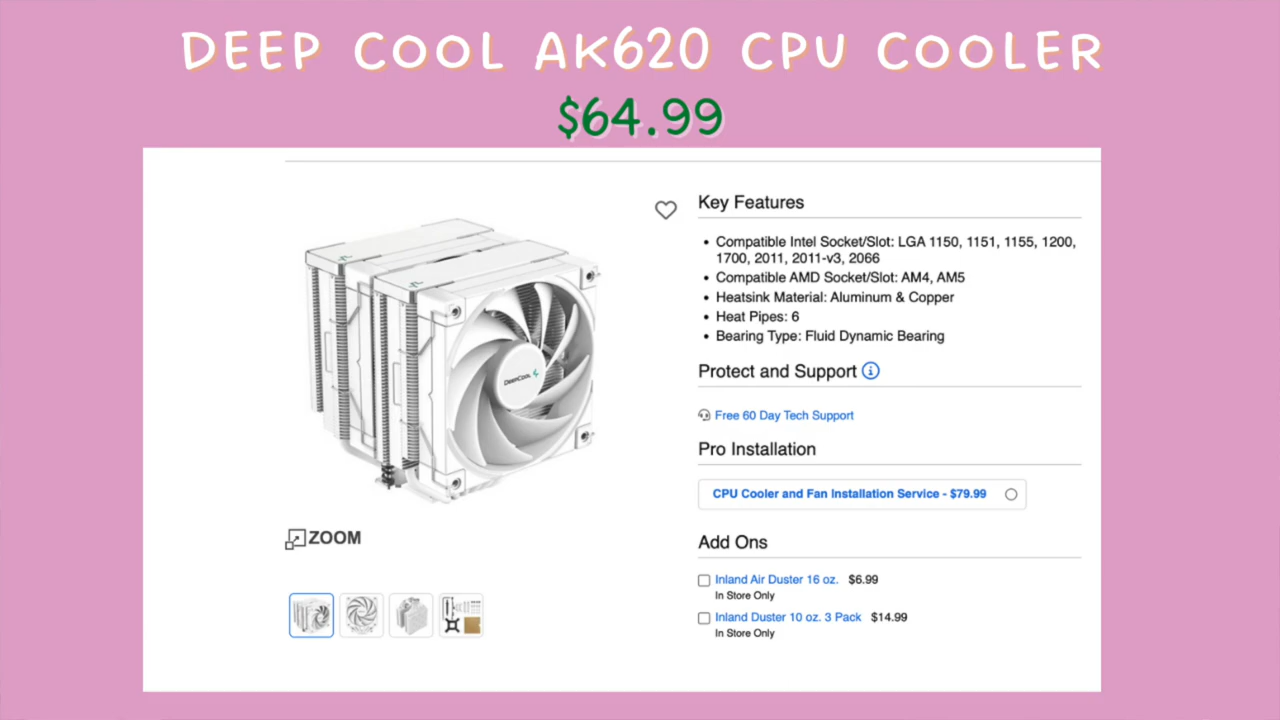 DEEP COOL AK620 CPU COOLER
$64.99
Key Features
• Compatible Intel Socket/Slot: LGA 1150, 1151, 1155, 1200,
1700, 2011, 2011-v3, 2066
• Compatible AMD Socket/Slot: AM4, AM5
• Heatsink Material: Aluminum & Copper
• Heat Pipes: 6
• Bearing Type: Fluid Dynamic Bearing
DEEPCOOL
Protect and Support
Free 60 Day Tech Support
Pro Installation
CPU Cooler and Fan Installation Service - $79.99
ZOOM
Add Ons
Inland Air Duster 16 oz. $6.99
In Store Only
Inland Duster 10 oz. 3 Pack $14.99
In Store Only